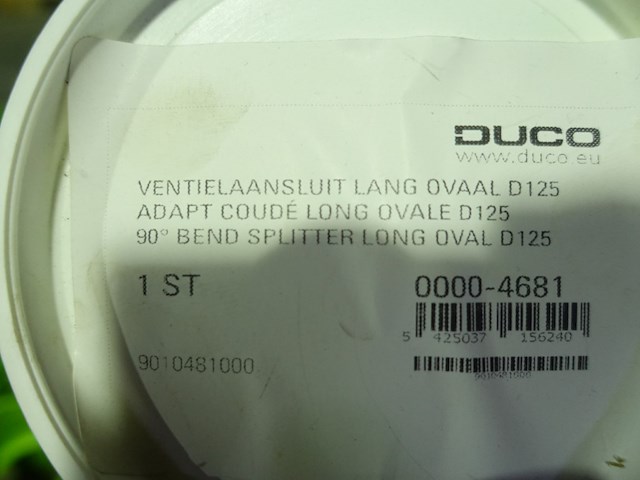 DUCO
www.duco.eu
VENTIELAANSLUIT LANG OVAAL D125
ADAPT COUDÉ LONG OVALE D125
90° BEND SPLITTER LONG OVAL D125
1 ST 0000-4681
5 425037 156240
9010481000
9010481000